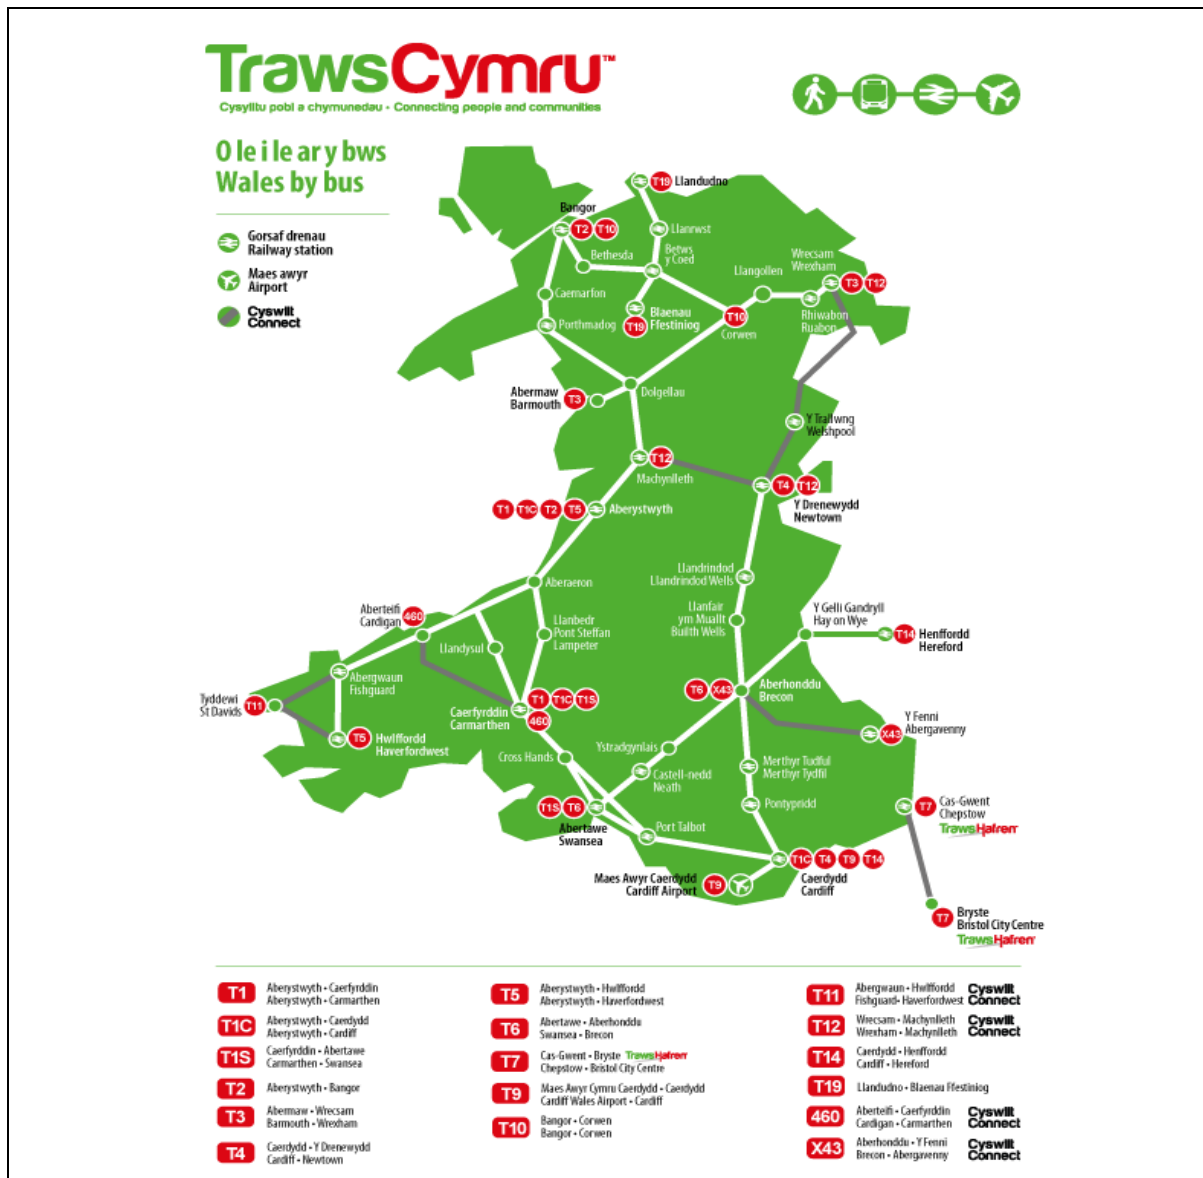 TrawsCymru™
Cysylltu pobl a chymunedau • Connecting people and communities
O le i le ar y bws
Wales by bus
Gorsaf drenau
Railway station
Maes awyr
Airport
Cyswllt
Connect
T19 Llandudno
Bangor
T2 T10
Llanrwst
Bethesda
Betws
y Coed
Llangollen
Wrecsam
Wrexham
T3 T12
Caernarfon
Rhiwabon
Ruabon
Porthmadog
Blaenau
Ffestiniog
T19
T10
Corwen
Abermaw
Barmouth
T3
Dolgellau
Y Trallwng
Welshpool
T12
Machynlleth
T4 T12
Y Drenewydd
Newtown
T1 T1C T2 T5 Aberystwyth
Aberaeron
Llandrindod
Llandrindod Wells
Aberteifi
Cardigan
460
Llanbedr
Pont Steffan
Lampeter
Llanfair
ym Muallt
Builth Wells
Y Gelli Gandryll
Hay on Wye
T14 Henffordd
Hereford
Llandysul
Abergwaun
Fishguard
Tyddewi
St Davids
T11
T6 X43
Aberhonddu
Brecon
Caerfyrddin
Carmarthen
T1 T1C T1S
460
T5 Hwlffordd
Haverfordwest
Y Fenni
Abergavenny
X43
Cross Hands
Ystradgynlais
Castell-nedd
Neath
Merthyr Tudful
Merthyr Tydfil
T1S T6
Abertawe
Swansea
Port Talbot
Pontypridd
T7 Cas-Gwent
Chepstow
TrawsHafren
T1C T4 T9 T14
Caerdydd
Cardiff
Maes Awyr Caerdydd
Cardiff Airport
T9
T7 Bryste
Bristol City Centre
TrawsHafren
T1 Aberystwyth • Caerfyrddin
Aberystwyth • Carmarthen
T1C Aberystwyth • Caerdydd
Aberystwyth • Cardiff
T1S Caerfyrddin • Abertawe
Carmarthen • Swansea
T2 Aberystwyth • Bangor
T3 Abermaw • Wrecsam
Barmouth • Wrexham
T4 Caerdydd • Y Drenewydd
Cardiff • Newtown
T5 Aberystwyth • Hwlffordd
Aberystwyth • Haverfordwest
T6 Abertawe • Aberhonddu
Swansea • Brecon
T7 Cas-Gwent • Bryste TrawsHafren
Chepstow • Bristol City Centre
T9 Maes Awyr Cymru Caerdydd • Caerdydd
Cardiff Wales Airport • Cardiff
T10 Bangor • Corwen
Bangor • Corwen
T11 Abergwaun • Hwlffordd Cyswllt
Fishguard • Haverfordwest Connect
T12 Wrecsam • Machynlleth Cyswllt
Wrexham • Machynlleth Connect
T14 Caerdydd • Henffordd
Cardiff • Hereford
T19 Llandudno • Blaenau Ffestiniog
460 Aberteifi • Caerfyrddin Cyswllt
Cardigan • Carmarthen Connect
X43 Aberhonddu • Y Fenni Cyswllt
Brecon • Abergavenny Connect